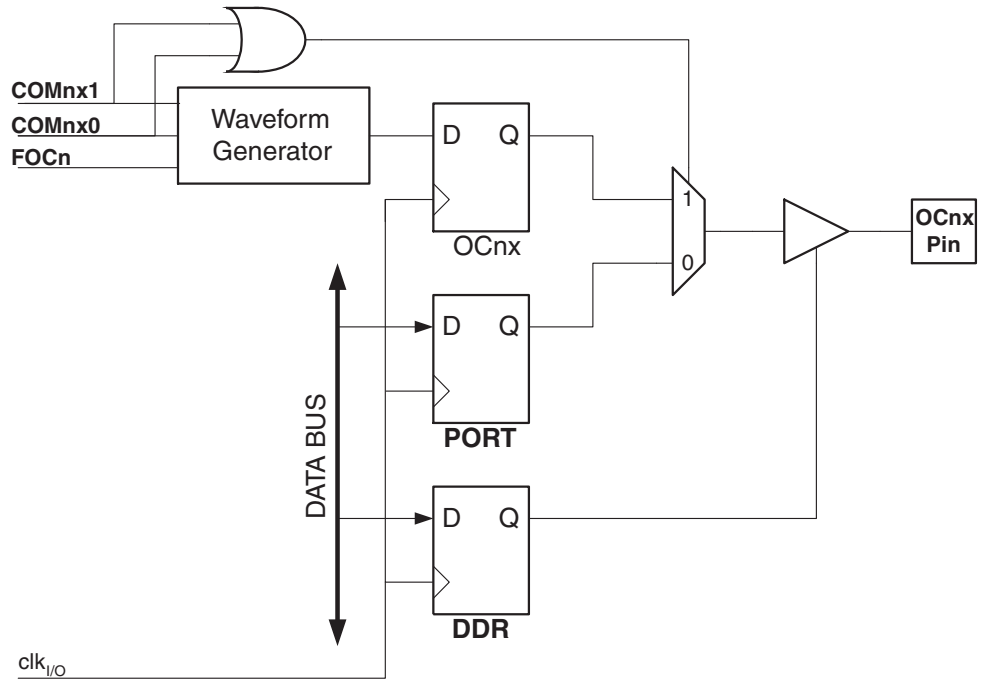 COMnx1
COMnx0
FOCn
Waveform
Generator
D Q
OCnx
1
0
OCnx
Pin
DATA BUS
D Q
PORT
D Q
DDR
clkI/O